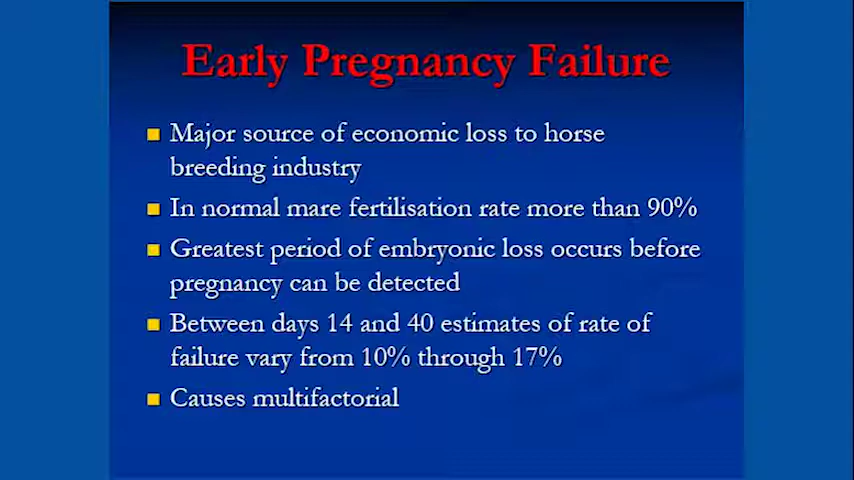 Early Pregnancy Failure
Major source of economic loss to horse
breeding industry
In normal mare fertilisation rate more than 90%
Greatest period of embryonic loss occurs before
pregnancy can be detected
Between days 14 and 40 estimates of rate of
failure vary from 10% through 17%
Causes multifactorial